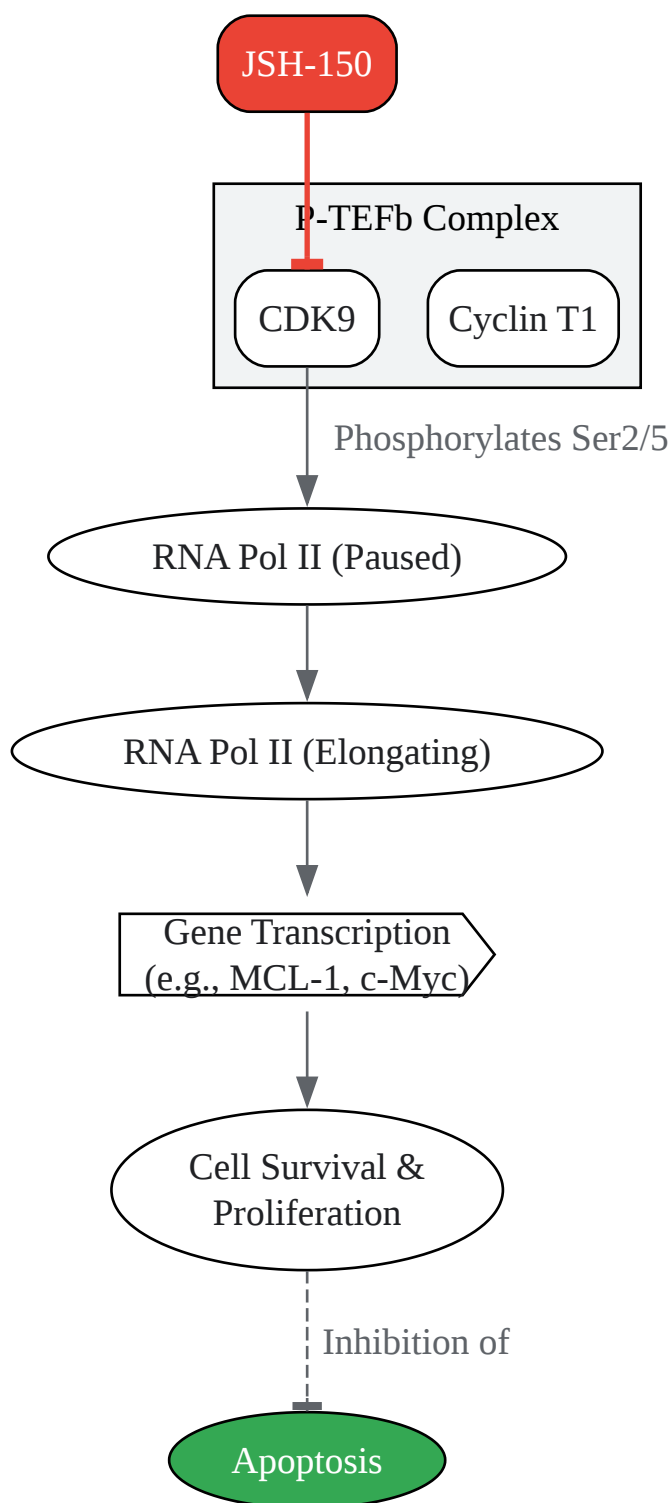 JSH-150
P-TEFb Complex
CDK9
Cyclin T1
Phosphorylates Ser2/5
RNA Pol II (Paused)
RNA Pol II (Elongating)
Gene Transcription
(e.g., MCL-1, c-Myc)
Cell Survival &
Proliferation
Inhibition of
Apoptosis